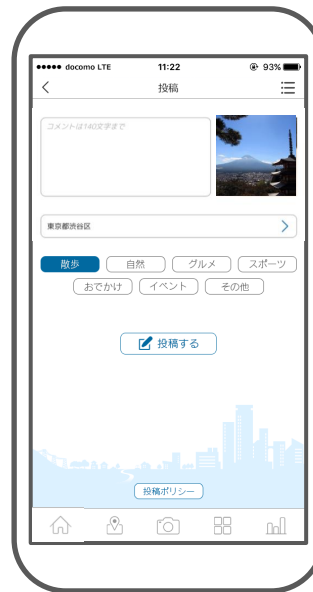 docomo LTE 11:22 93%
投稿
コメントは140文字まで
東京都渋谷区
散歩 自然 グルメ スポーツ
おでかけ イベント その他
投稿する
投稿ポリシー